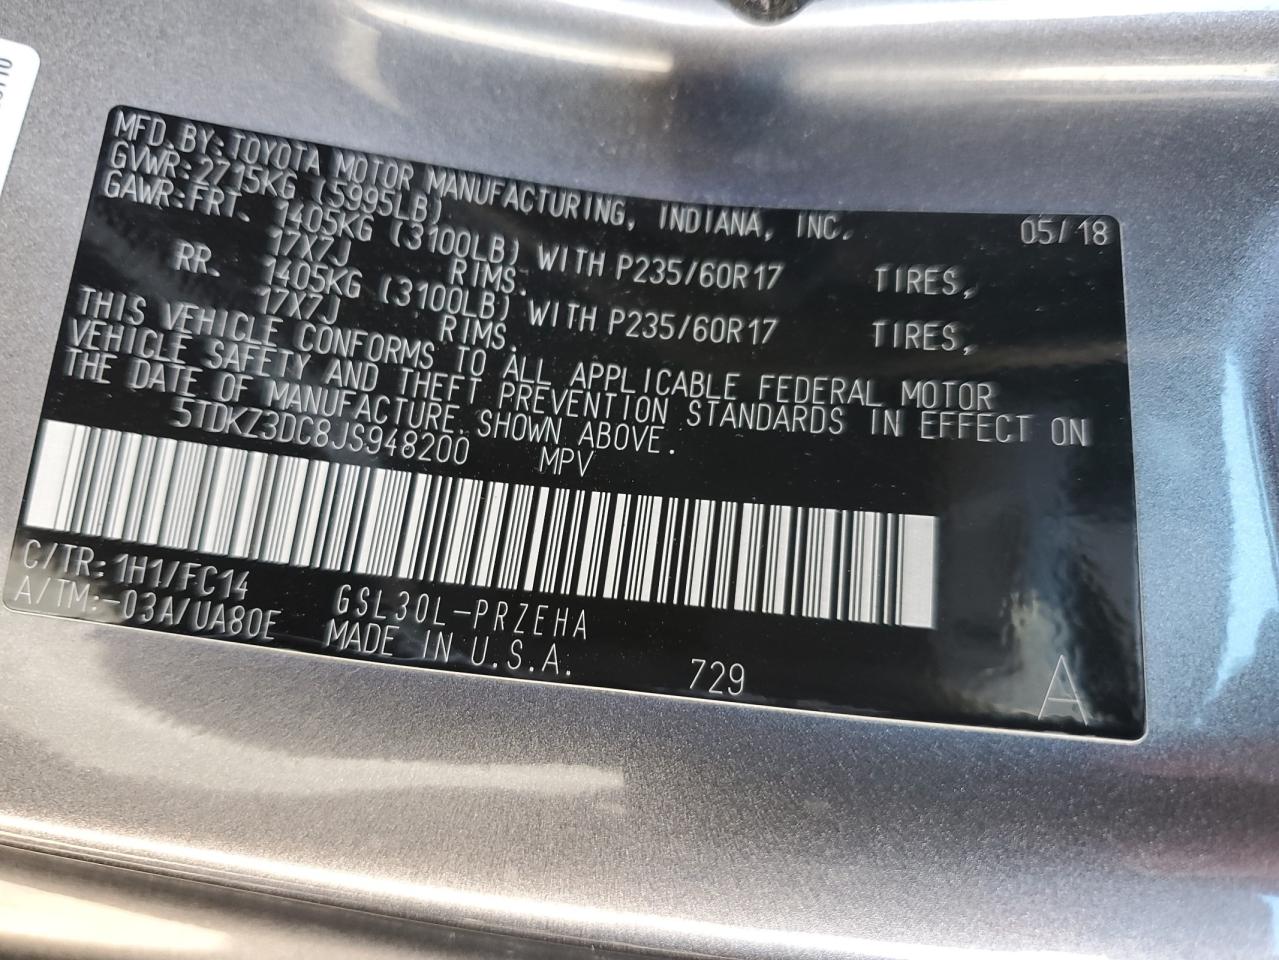 MFD.BY:TOYOTA MOTOR MANUFACTURING, INDIANA, INC. 05/18
GVWR:2715KG (5995LB)
GAWR:FRT. 1405KG (3100LB) WITH P235/60R17 TIRES,
17X7J RIMS.
RR. 1405KG (3100LB) WITH P235/60R17 TIRES,
17X7J RIMS.
THIS VEHICLE CONFORMS TO ALL APPLICABLE FEDERAL MOTOR
VEHICLE SAFETY AND THEFT PREVENTION STANDARDS IN EFFECT ON
THE DATE OF MANUFACTURE SHOWN ABOVE.
5TDKZ3DC8JS948200 MPV
C/TR:1H1/FC14 GSL30L-PRZEHA
A/TM:-03A/UA80E MADE IN U.S.A. 729 A